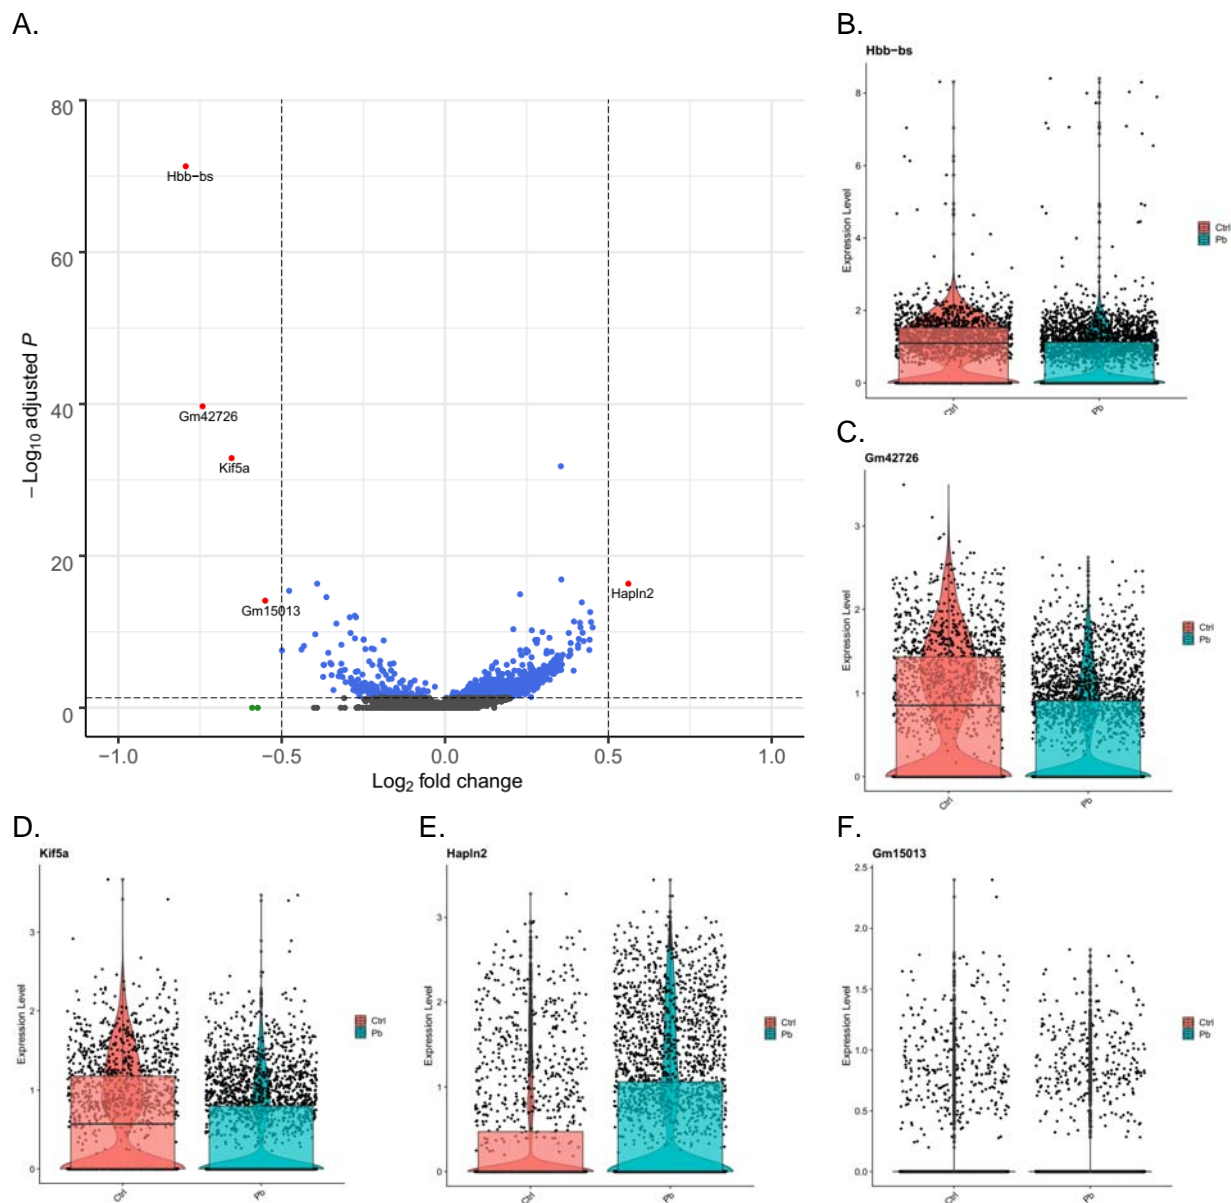 A.
80
60
40
20
0
− Log10 adjusted P
Hbb−bs
Gm42726
Kif5a
Gm15013
Hapln2
−1.0
−0.5
0.0
0.5
1.0
Log2 fold change
B.
Hbb−bs
8
6
4
2
0
Expression Level
Ctrl
Pb
Ctrl
Pb
C.
Gm42726
3
2
1
0
Expression Level
Ctrl
Pb
Ctrl
Pb
D.
Kif5a
3
2
1
0
Expression Level
Ctrl
Pb
Ctrl
Pb
E.
Hapln2
3
2
1
0
Expression Level
Ctrl
Pb
Ctrl
Pb
F.
Gm15013
2.5
2.0
1.5
1.0
0.5
0.0
Expression Level
Ctrl
Pb
Ctrl
Pb